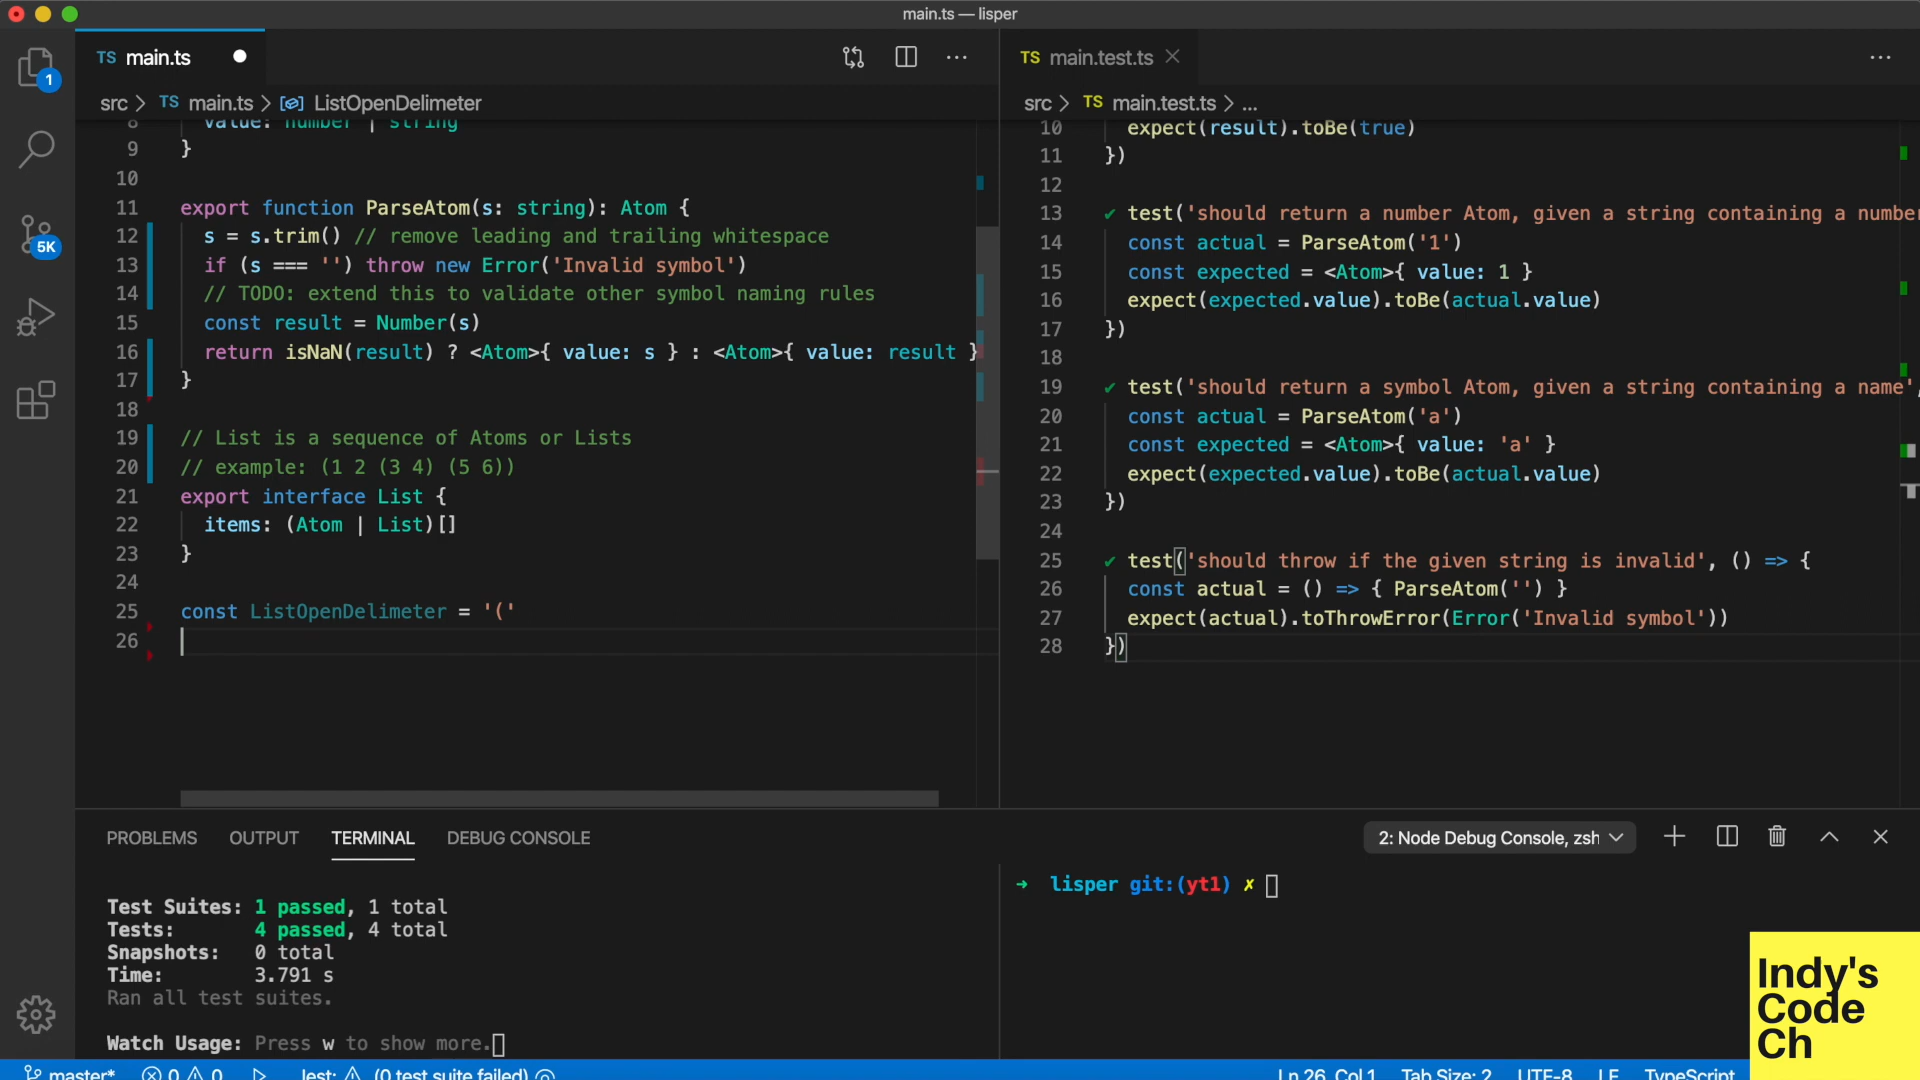 main.ts — lisper
TS main.ts
TS main.test.ts
1
5K
src > TS main.ts > ListOpenDelimeter
8 value: number | string
9 }
10
11 export function ParseAtom(s: string): Atom {
12 s = s.trim() // remove leading and trailing whitespace
13 if (s === '') throw new Error('Invalid symbol')
14 // TODO: extend this to validate other symbol naming rules
15 const result = Number(s)
16 return isNaN(result) ? <Atom>{ value: s } : <Atom>{ value: result }
17 }
18
19 // List is a sequence of Atoms or Lists
20 // example: (1 2 (3 4) (5 6))
21 export interface List {
22 items: (Atom | List)[]
23 }
24
25 const ListOpenDelimeter = '('
26
src > TS main.test.ts > ...
10 expect(result).toBe(true)
11 })
12
13 ✔ test('should return a number Atom, given a string containing a number
14 const actual = ParseAtom('1')
15 const expected = <Atom>{ value: 1 }
16 expect(expected.value).toBe(actual.value)
17 })
18
19 ✔ test('should return a symbol Atom, given a string containing a name',
20 const actual = ParseAtom('a')
21 const expected = <Atom>{ value: 'a' }
22 expect(expected.value).toBe(actual.value)
23 })
24
25 ✔ test('should throw if the given string is invalid', () => {
26 const actual = () => { ParseAtom('') }
27 expect(actual).toThrowError(Error('Invalid symbol'))
28 })
PROBLEMS OUTPUT TERMINAL DEBUG CONSOLE
2: Node Debug Console, zsh
Test Suites: 1 passed, 1 total
Tests: 4 passed, 4 total
Snapshots: 0 total
Time: 3.791 s
Ran all test suites.
Watch Usage: Press w to show more.
➜ lisper git:(yt1) ✗
Indy's
Code
Ch
master* 0 0 Jest: (0 test suite failed) Ln 26, Col 1 Tab Size: 2 UTF-8 LF TypeScript